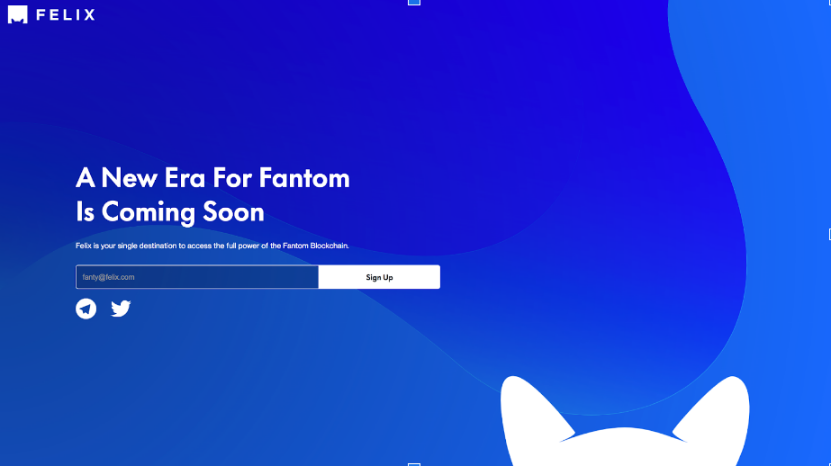 FELIX
A New Era For Fantom
Is Coming Soon
Felix is your single destination to access the full power of the Fantom Blockchain.
fanty@felix.com
Sign Up